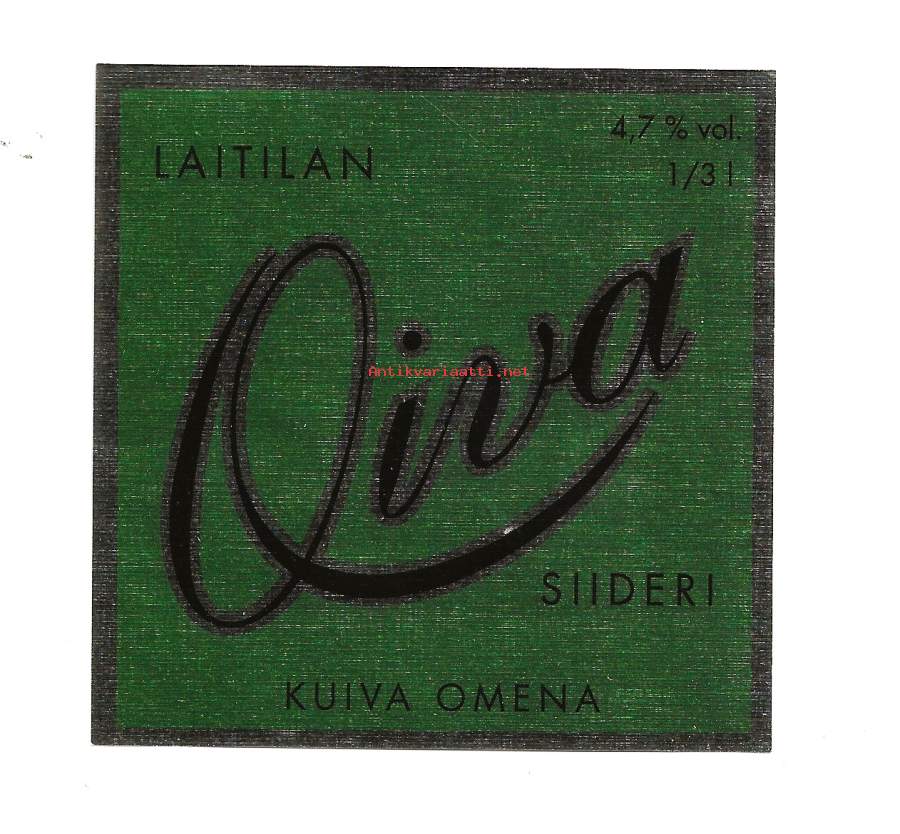 4,7 % vol.
LAITILAN
1/3 l
Oiva
Antikvariaatti.net
SIIDERI
KUIVA OMENA